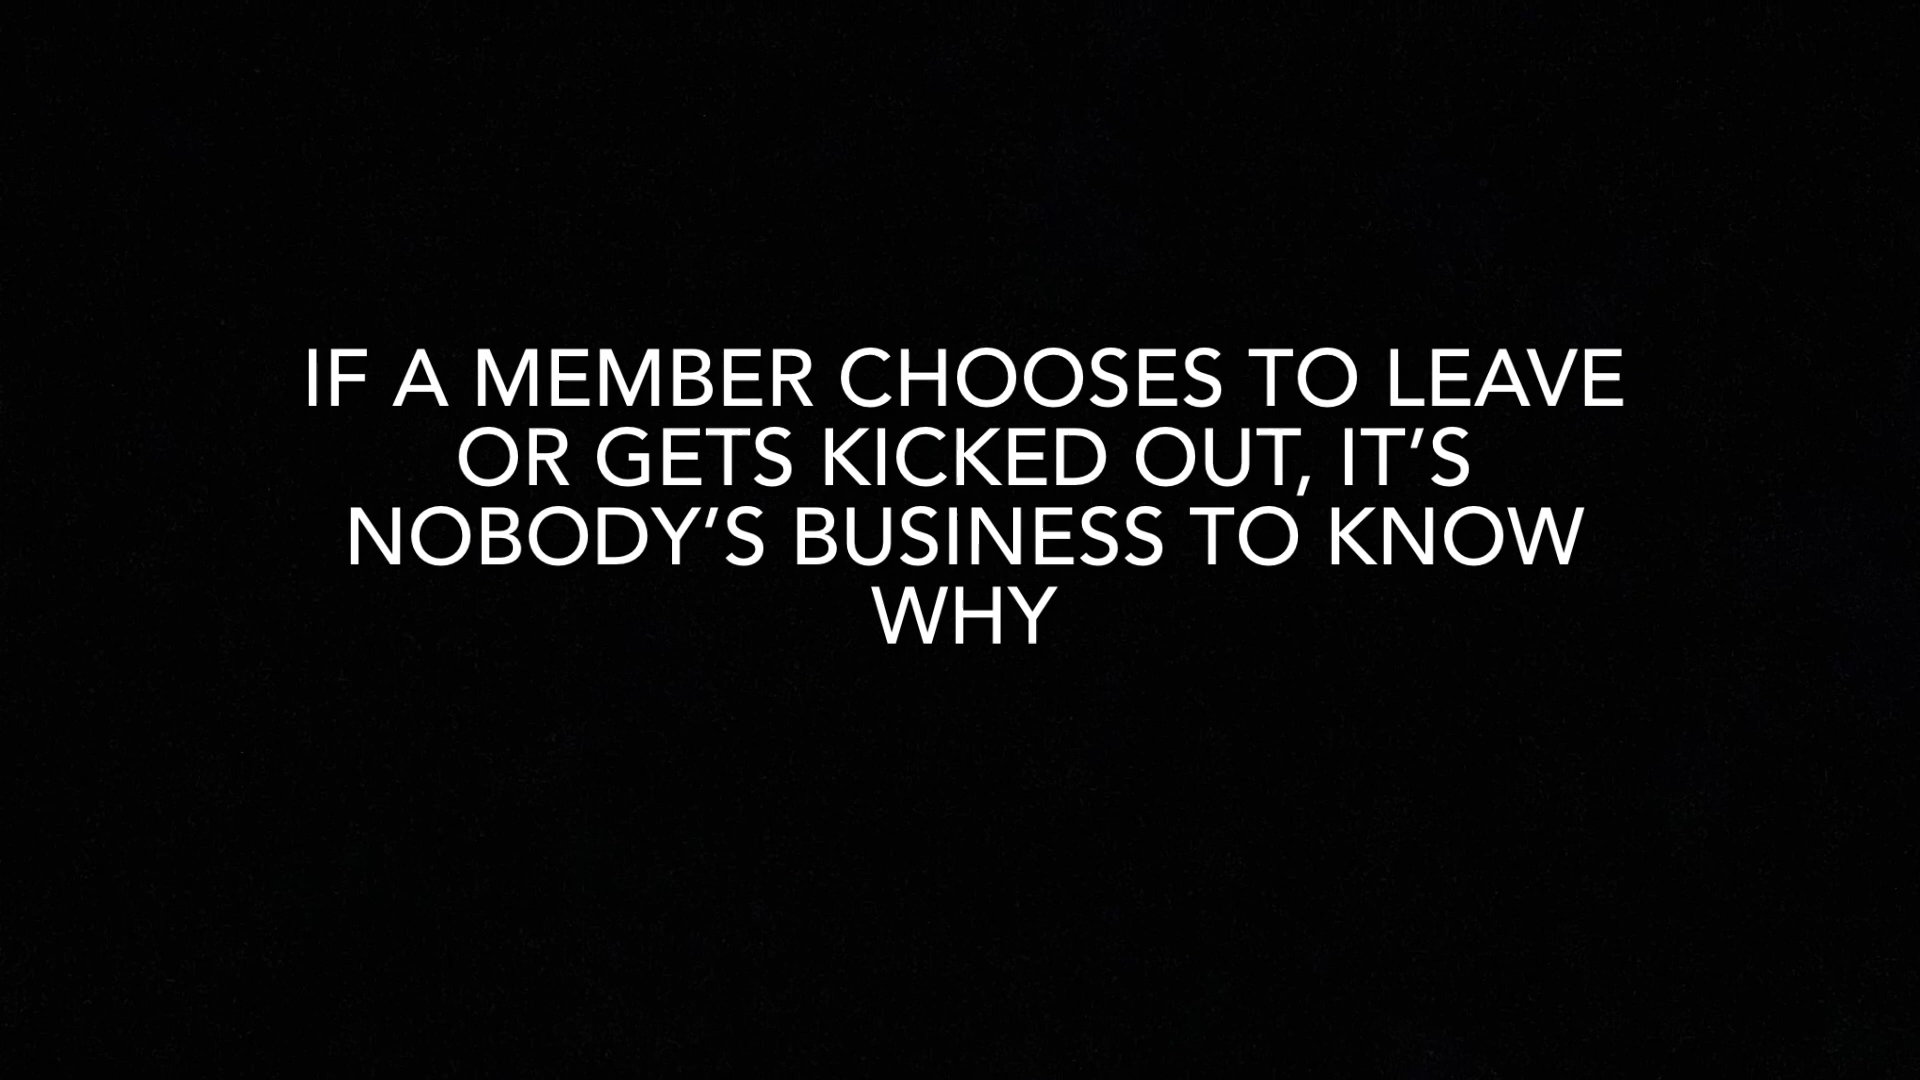 IF A MEMBER CHOOSES TO LEAVE
OR GETS KICKED OUT, IT’S
NOBODY’S BUSINESS TO KNOW
WHY